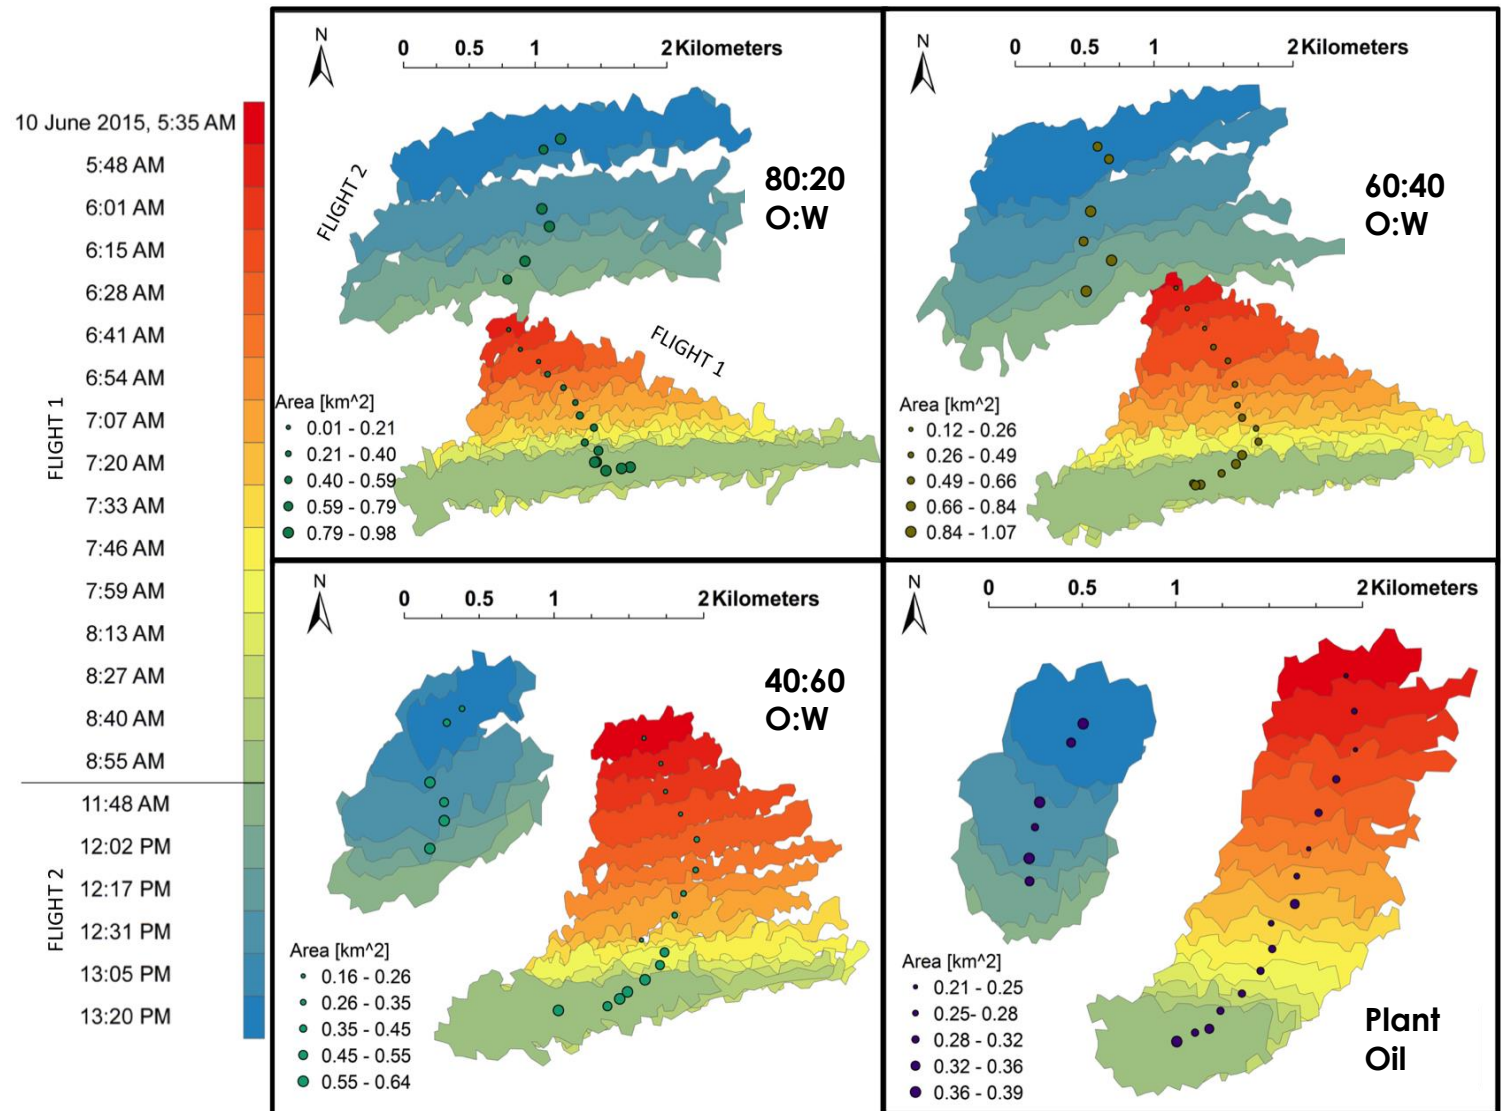 10 June 2015, 5:35 AM
5:48 AM
6:01 AM
6:15 AM
6:28 AM
6:41 AM
6:54 AM
7:07 AM
7:20 AM
7:33 AM
7:46 AM
7:59 AM
8:13 AM
8:27 AM
8:40 AM
8:55 AM
11:48 AM
12:02 PM
12:17 PM
12:31 PM
13:05 PM
13:20 PM
FLIGHT 1
FLIGHT 2
N
0 0.5 1 2 Kilometers
80:20
O:W
FLIGHT 2
FLIGHT 1
Area [km^2]
0.01 - 0.21
0.21 - 0.40
0.40 - 0.59
0.59 - 0.79
0.79 - 0.98
N
0 0.5 1 2 Kilometers
60:40
O:W
Area [km^2]
0.12 - 0.26
0.26 - 0.49
0.49 - 0.66
0.66 - 0.84
0.84 - 1.07
N
0 0.5 1 2 Kilometers
40:60
O:W
Area [km^2]
0.16 - 0.26
0.26 - 0.35
0.35 - 0.45
0.45 - 0.55
0.55 - 0.64
N
0 0.5 1 2 Kilometers
Area [km^2]
0.21 - 0.25
0.25- 0.28
0.28 - 0.32
0.32 - 0.36
0.36 - 0.39
Plant
Oil